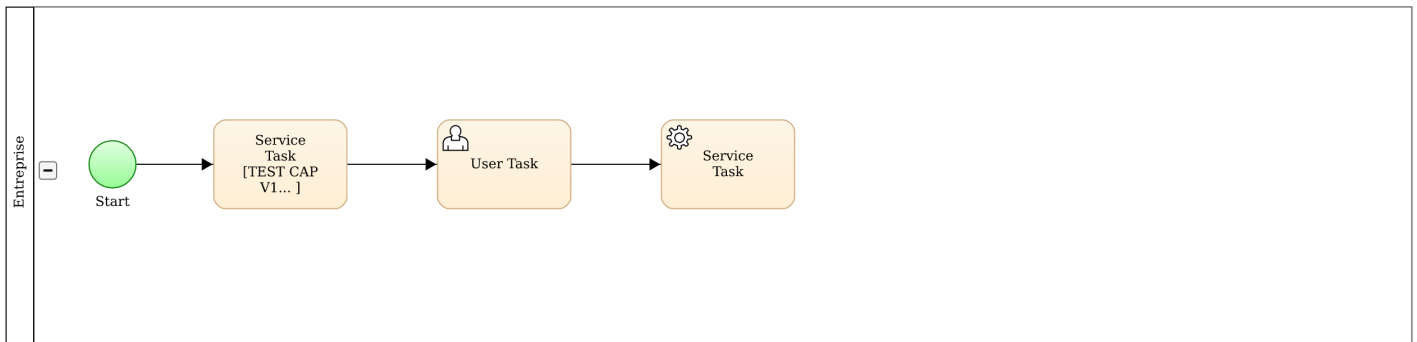 Entreprise
Start
Service
Task
[TEST CAP
V1... ]
User Task
Service
Task